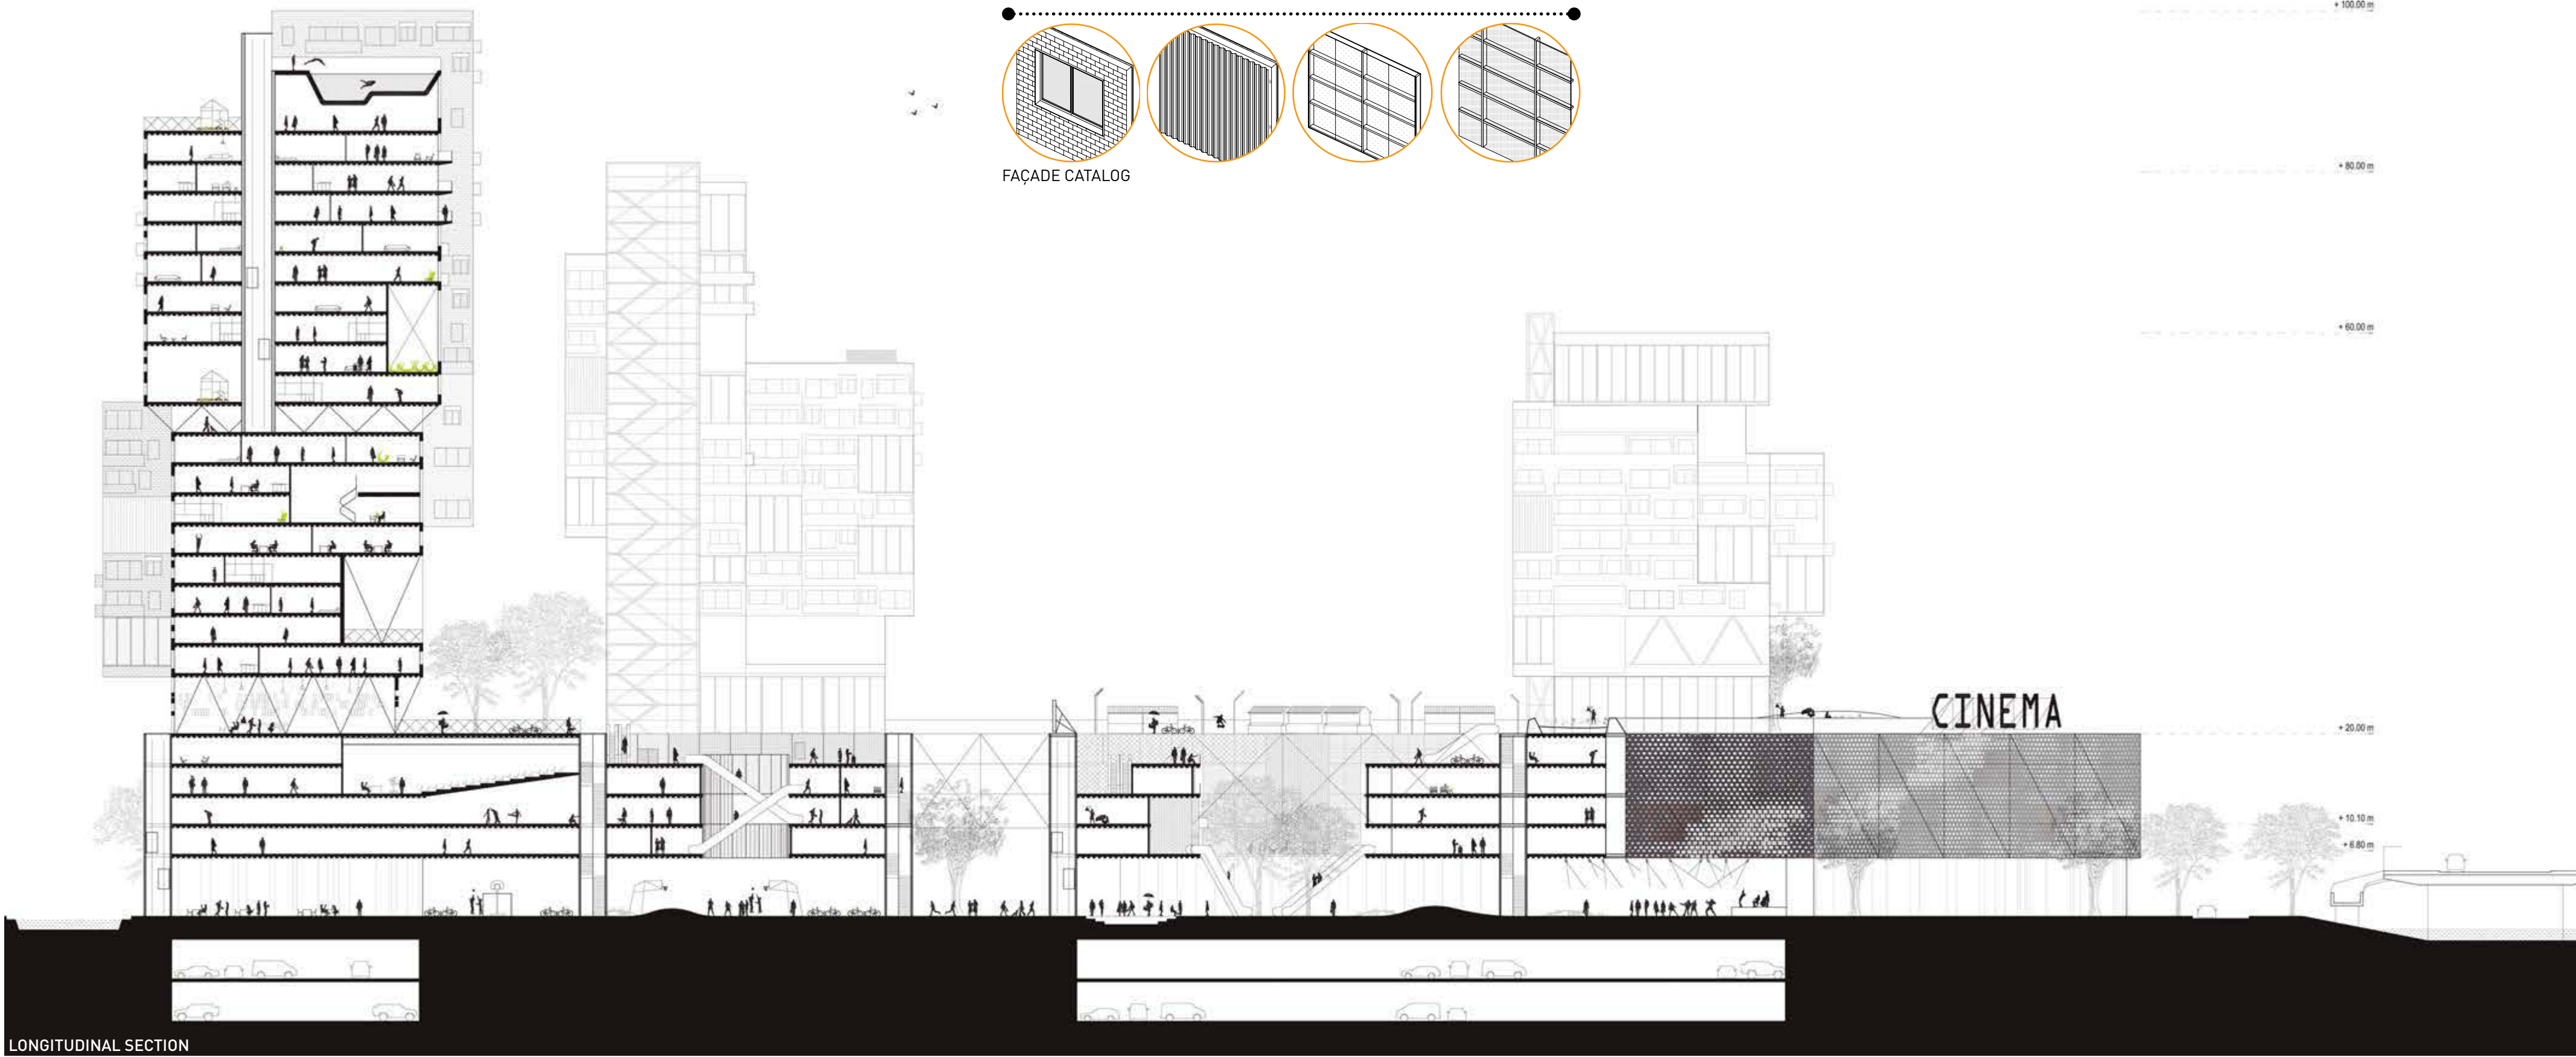 + 100.00 m
FAÇADE CATALOG
+ 80.00 m
+ 60.00 m
CINEMA
+ 20.00 m
+ 10.10 m
+ 6.80 m
LONGITUDINAL SECTION